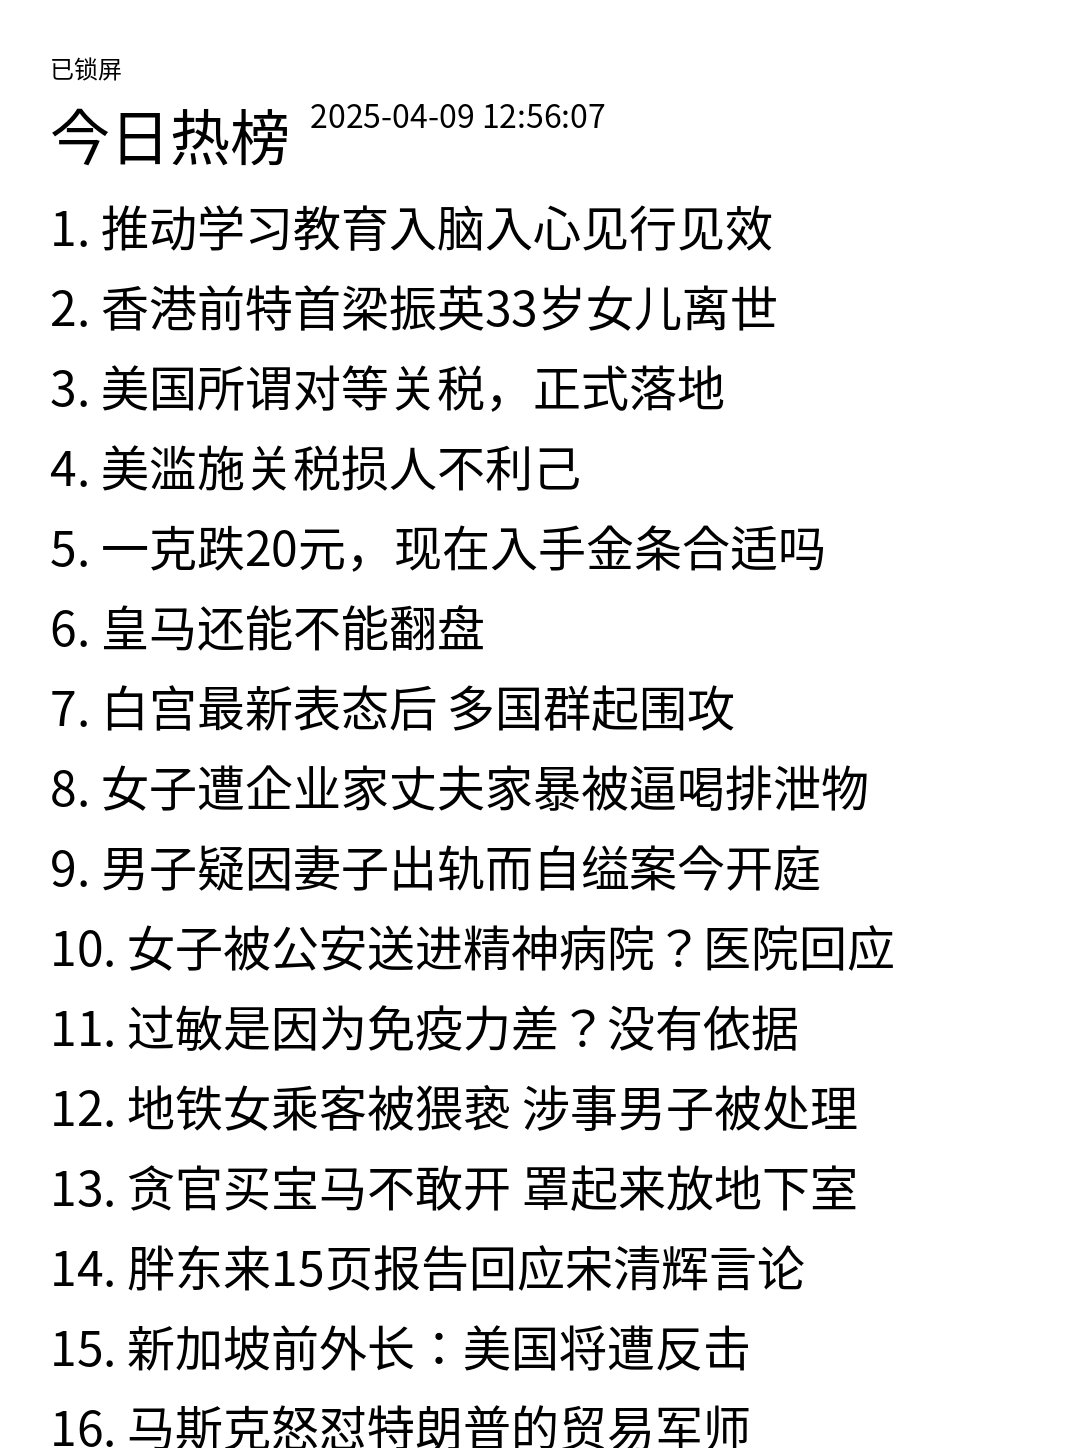 已锁屏
今日热榜 2025-04-09 12:56:07
1. 推动学习教育入脑入心见行见效
2. 香港前特首梁振英33岁女儿离世
3. 美国所谓对等关税，正式落地
4. 美滥施关税损人不利己
5. 一克跌20元，现在入手金条合适吗
6. 皇马还能不能翻盘
7. 白宫最新表态后 多国群起围攻
8. 女子遭企业家丈夫家暴被逼喝排泄物
9. 男子疑因妻子出轨而自缢案今开庭
10. 女子被公安送进精神病院？医院回应
11. 过敏是因为免疫力差？没有依据
12. 地铁女乘客被猥亵 涉事男子被处理
13. 贪官买宝马不敢开 罩起来放地下室
14. 胖东来15页报告回应宋清辉言论
15. 新加坡前外长：美国将遭反击
16. 马斯克怒怼特朗普的贸易军师